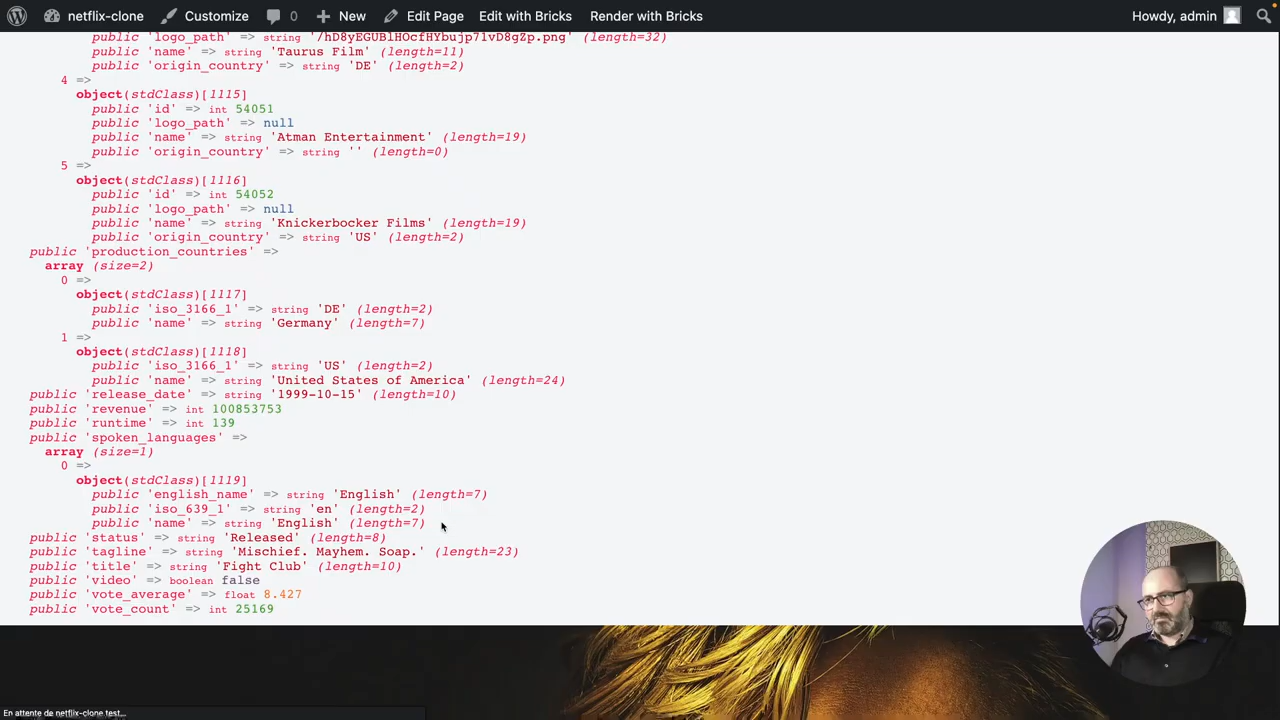 netflix-clone Customize 0 New Edit Page Edit with Bricks Render with Bricks Howdy, admin
public 'logo_path' => string '/hD8yEGUBlHOcfHYbujp71vD8gZp.png' (length=32)
public 'name' => string 'Taurus Film' (length=11)
public 'origin_country' => string 'DE' (length=2)
4 =>
object(stdClass)[1115]
public 'id' => int 54051
public 'logo_path' => null
public 'name' => string 'Atman Entertainment' (length=19)
public 'origin_country' => string '' (length=0)
5 =>
object(stdClass)[1116]
public 'id' => int 54052
public 'logo_path' => null
public 'name' => string 'Knickerbocker Films' (length=19)
public 'origin_country' => string 'US' (length=2)
public 'production_countries' =>
array (size=2)
0 =>
object(stdClass)[1117]
public 'iso_3166_1' => string 'DE' (length=2)
public 'name' => string 'Germany' (length=7)
1 =>
object(stdClass)[1118]
public 'iso_3166_1' => string 'US' (length=2)
public 'name' => string 'United States of America' (length=24)
public 'release_date' => string '1999-10-15' (length=10)
public 'revenue' => int 100853753
public 'runtime' => int 139
public 'spoken_languages' =>
array (size=1)
0 =>
object(stdClass)[1119]
public 'english_name' => string 'English' (length=7)
public 'iso_639_1' => string 'en' (length=2)
public 'name' => string 'English' (length=7)
public 'status' => string 'Released' (length=8)
public 'tagline' => string 'Mischief. Mayhem. Soap.' (length=23)
public 'title' => string 'Fight Club' (length=10)
public 'video' => boolean false
public 'vote_average' => float 8.427
public 'vote_count' => int 25169
En attente de netflix-clone.test...